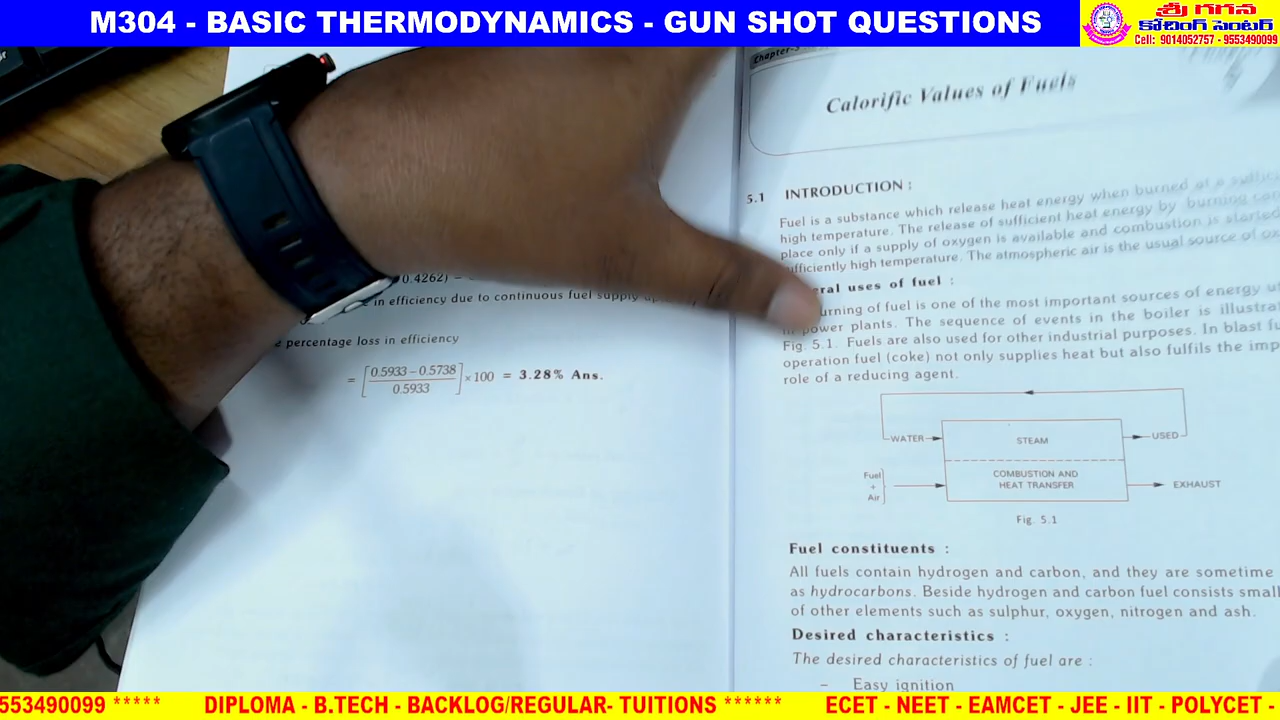 M304 - BASIC THERMODYNAMICS - GUN SHOT QUESTIONS
శ్రీ గగన
కోచింగ్ సెంటర్
Cell: 9014052757 - 9553490099
0.4262)
in efficiency due to continuous fuel supply
percentage loss in efficiency
= [0.5933 – 0.5738 / 0.5933] × 100 = 3.28% Ans.
Calorific Values of Fuels
5.1 INTRODUCTION :
Fuel is a substance which release heat energy when burned at a
high temperature. The release of sufficient heat energy by burning
place only if a supply of oxygen is available and combustion is started
sufficiently high temperature. The atmospheric air is the usual source of
uses of fuel :
of fuel is one of the most important sources of energy
power plants. The sequence of events in the boiler is
Fig. 5.1. Fuels are also used for other industrial purposes. In blast
operation fuel (coke) not only supplies heat but also fulfils the
role of a reducing agent.
WATER
STEAM
USED
Fuel
+
Air
COMBUSTION AND
HEAT TRANSFER
EXHAUST
Fig. 5.1
Fuel constituents :
All fuels contain hydrogen and carbon, and they are sometime
as hydrocarbons. Beside hydrogen and carbon fuel consists small
of other elements such as sulphur, oxygen, nitrogen and ash.
Desired characteristics :
The desired characteristics of fuel are :
– Easy ignition
553490099 ***** DIPLOMA - B.TECH - BACKLOG/REGULAR- TUITIONS ****** ECET - NEET - EAMCET - JEE - IIT - POLYCET -